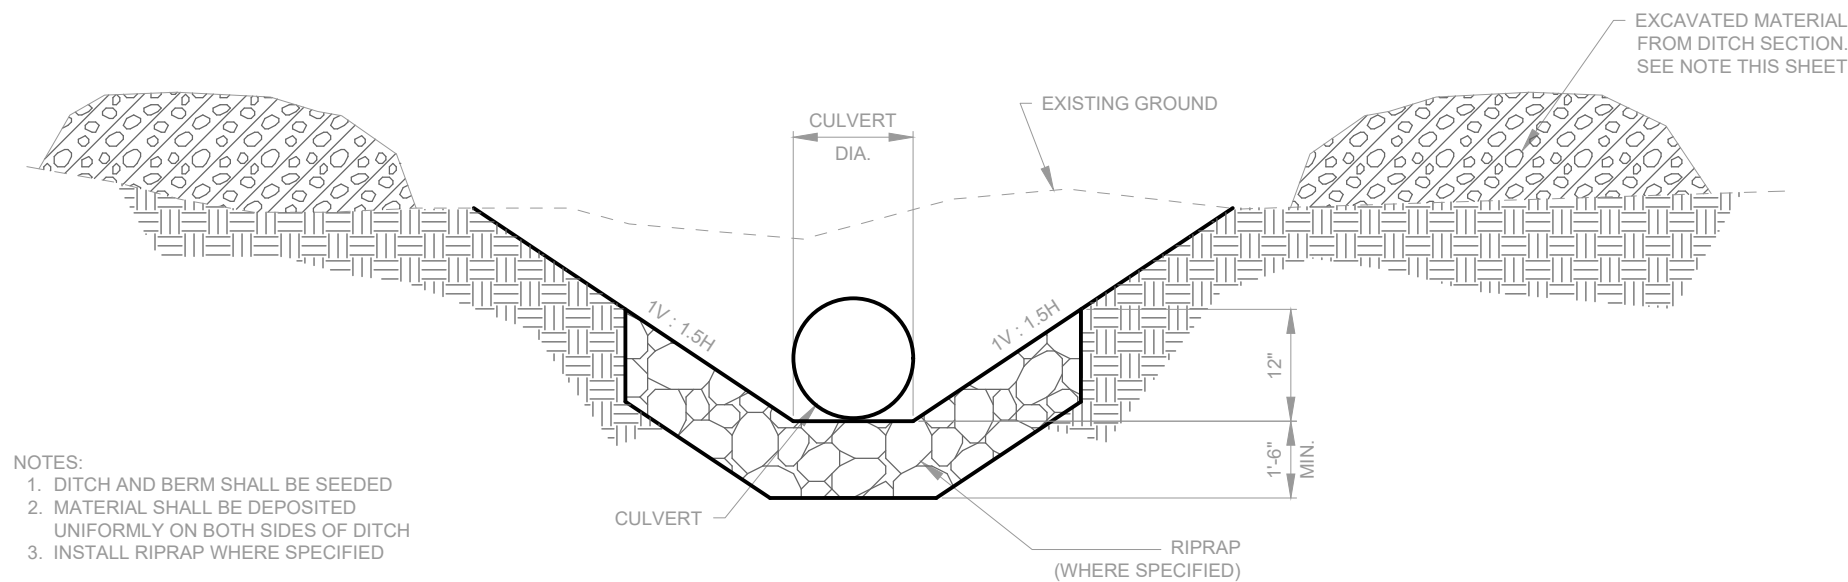 EXCAVATED MATERIAL
FROM DITCH SECTION.
SEE NOTE THIS SHEET
EXISTING GROUND
CULVERT
DIA.
1V : 1.5H
1V : 1.5H
12"
1'-6"
MIN.
NOTES:
1. DITCH AND BERM SHALL BE SEEDED
2. MATERIAL SHALL BE DEPOSITED
UNIFORMLY ON BOTH SIDES OF DITCH
3. INSTALL RIPRAP WHERE SPECIFIED
CULVERT
RIPRAP
(WHERE SPECIFIED)